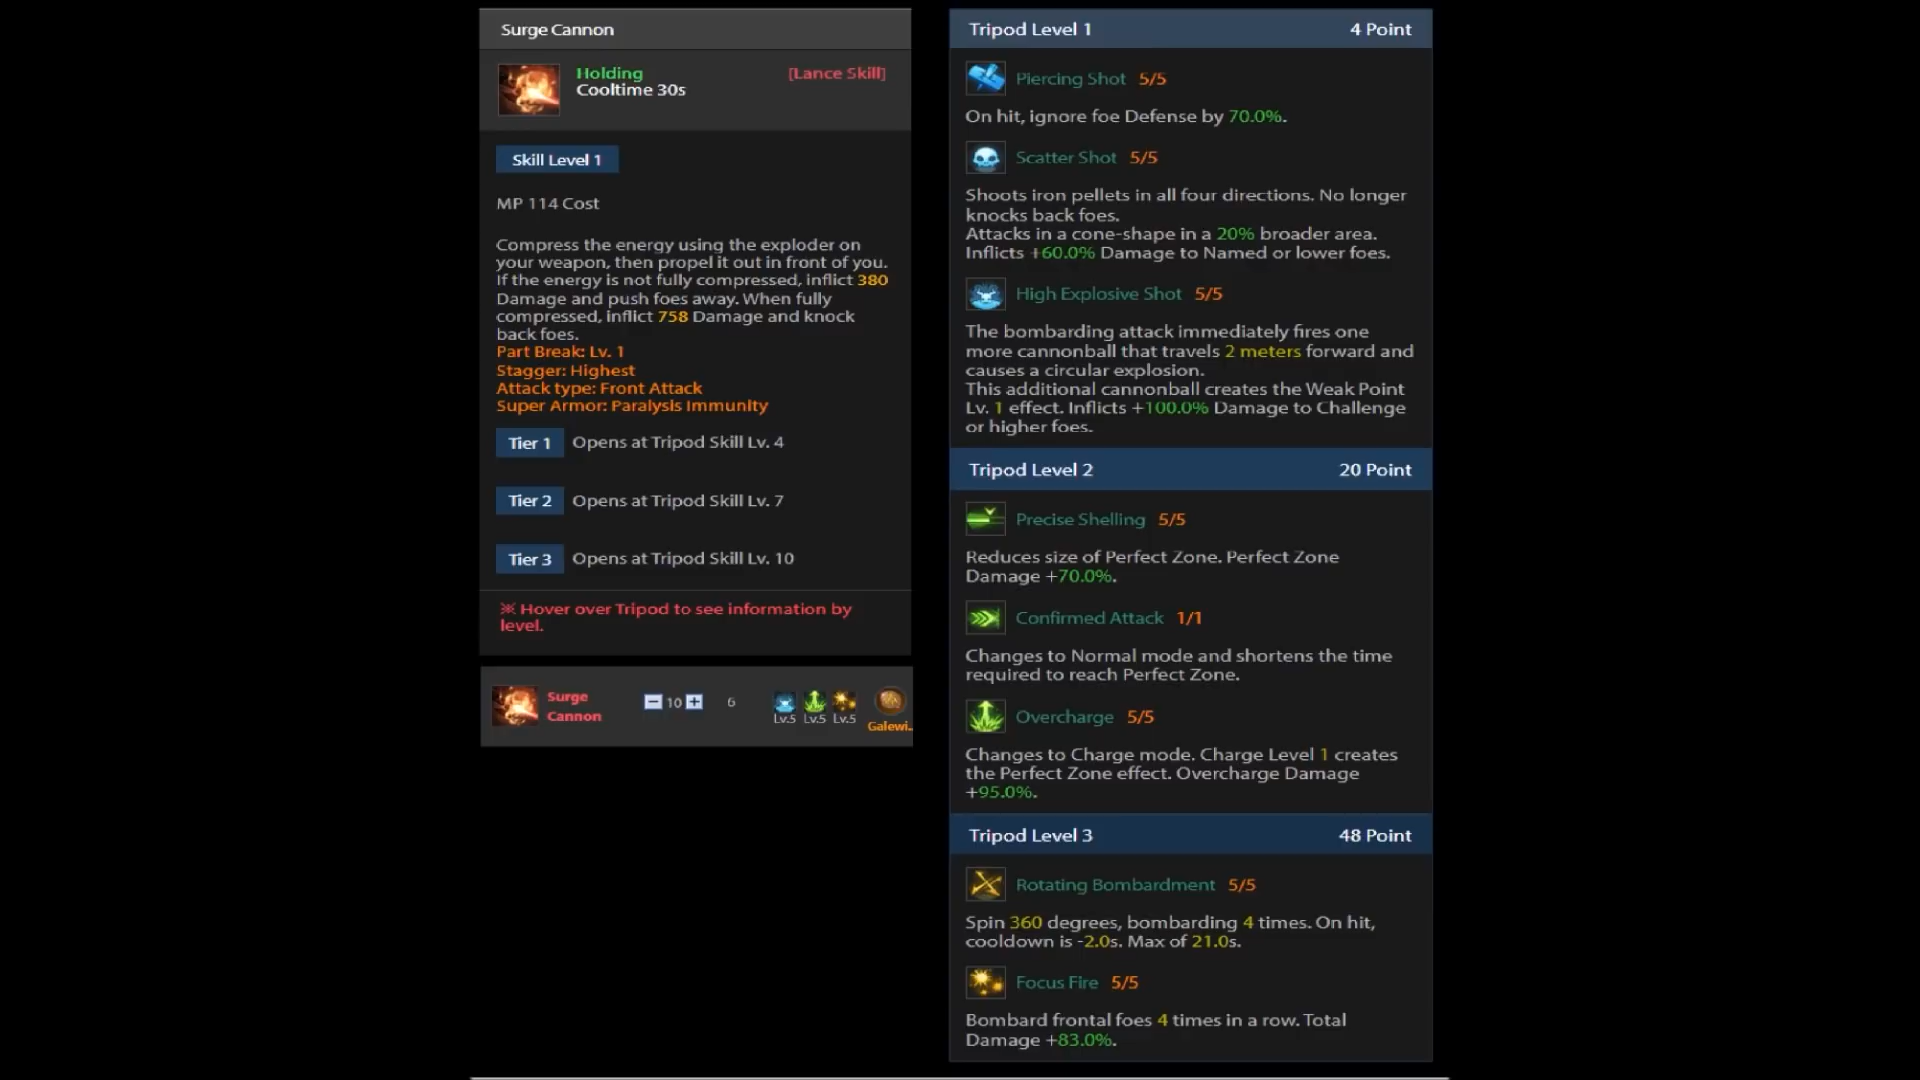 Surge Cannon
Holding
[Lance Skill]
Cooltime 30s
Skill Level 1
MP 114 Cost
Compress the energy using the exploder on
your weapon, then propel it out in front of you.
If the energy is not fully compressed, inflict 380
Damage and push foes away. When fully
compressed, inflict 758 Damage and knock
back foes.
Part Break: Lv. 1
Stagger: Highest
Attack type: Front Attack
Super Armor: Paralysis Immunity
Tier 1 Opens at Tripod Skill Lv. 4
Tier 2 Opens at Tripod Skill Lv. 7
Tier 3 Opens at Tripod Skill Lv. 10
※ Hover over Tripod to see information by
level.
Surge
Cannon
10 6
Lv.5 Lv.5 Lv.5
Galewi..
Tripod Level 1 4 Point
Piercing Shot 5/5
On hit, ignore foe Defense by 70.0%.
Scatter Shot 5/5
Shoots iron pellets in all four directions. No longer
knocks back foes.
Attacks in a cone-shape in a 20% broader area.
Inflicts +60.0% Damage to Named or lower foes.
High Explosive Shot 5/5
The bombarding attack immediately fires one
more cannonball that travels 2 meters forward and
causes a circular explosion.
This additional cannonball creates the Weak Point
Lv. 1 effect. Inflicts +100.0% Damage to Challenge
or higher foes.
Tripod Level 2 20 Point
Precise Shelling 5/5
Reduces size of Perfect Zone. Perfect Zone
Damage +70.0%.
Confirmed Attack 1/1
Changes to Normal mode and shortens the time
required to reach Perfect Zone.
Overcharge 5/5
Changes to Charge mode. Charge Level 1 creates
the Perfect Zone effect. Overcharge Damage
+95.0%.
Tripod Level 3 48 Point
Rotating Bombardment 5/5
Spin 360 degrees, bombarding 4 times. On hit,
cooldown is -2.0s. Max of 21.0s.
Focus Fire 5/5
Bombard frontal foes 4 times in a row. Total
Damage +83.0%.